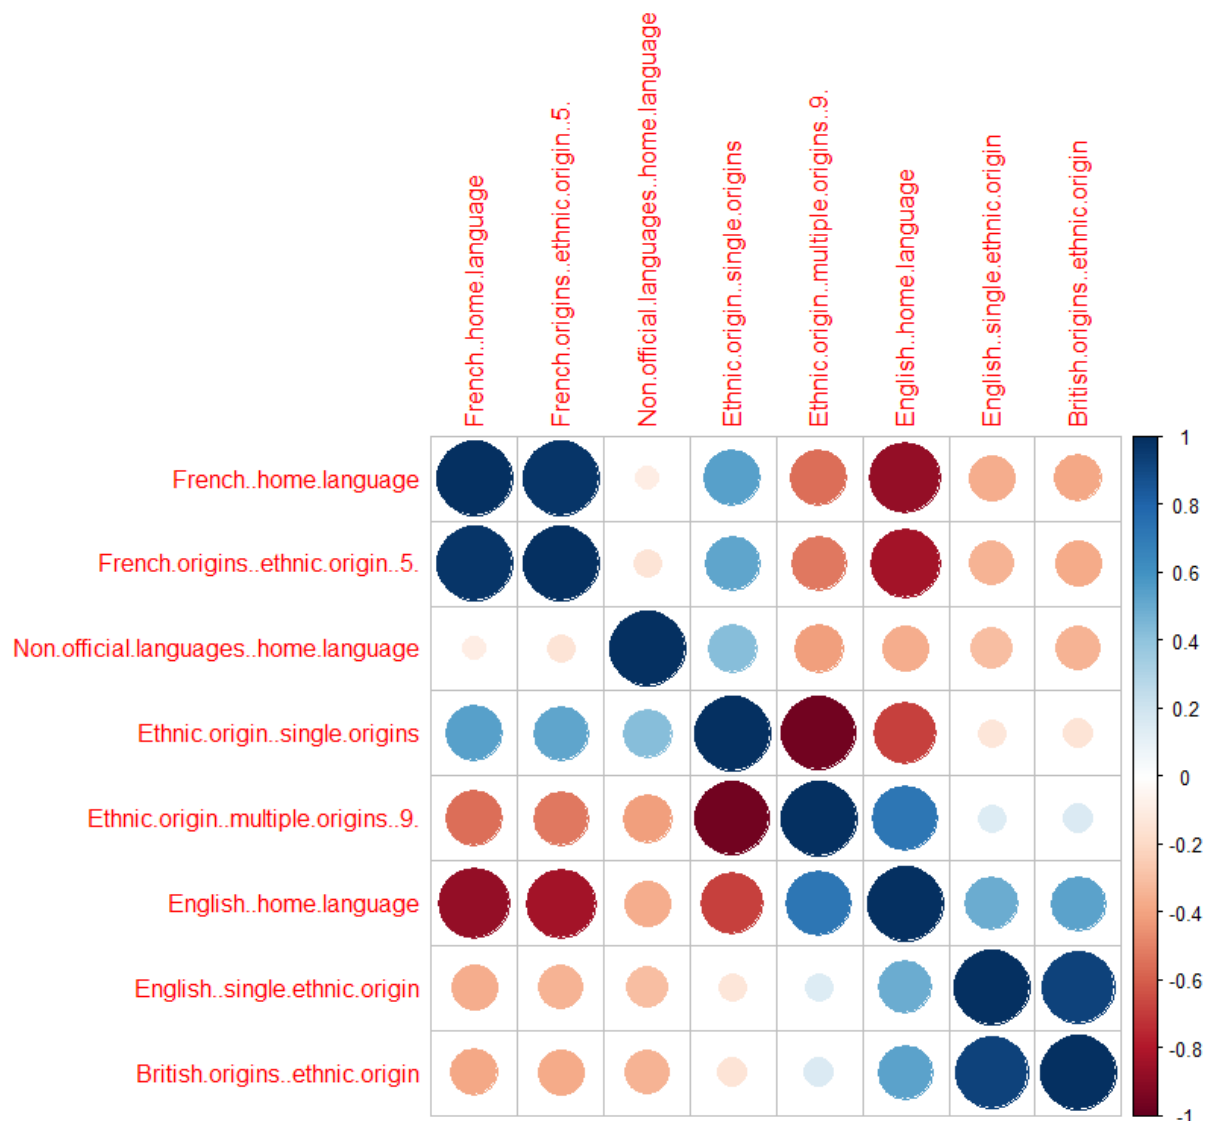 French..home.language
French.origins..ethnic.origin..5.
Non.official.languages..home.language
Ethnic.origin..single.origins
Ethnic.origin..multiple.origins..9.
English..home.language
English..single.ethnic.origin
British.origins..ethnic.origin
French..home.language
French.origins..ethnic.origin..5.
Non.official.languages..home.language
Ethnic.origin..single.origins
Ethnic.origin..multiple.origins..9.
English..home.language
English..single.ethnic.origin
British.origins..ethnic.origin
1
0.8
0.6
0.4
0.2
0
-0.2
-0.4
-0.6
-0.8
-1